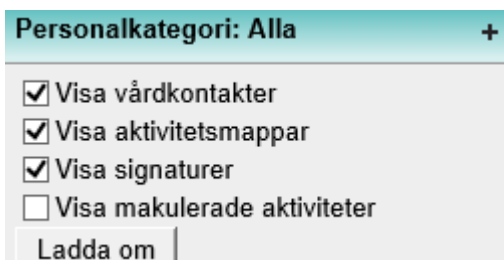 Personalkategori: Alla +
Visa vårdkontakter
Visa aktivitetsmappar
Visa signaturer
Visa makulerade aktiviteter
Ladda om